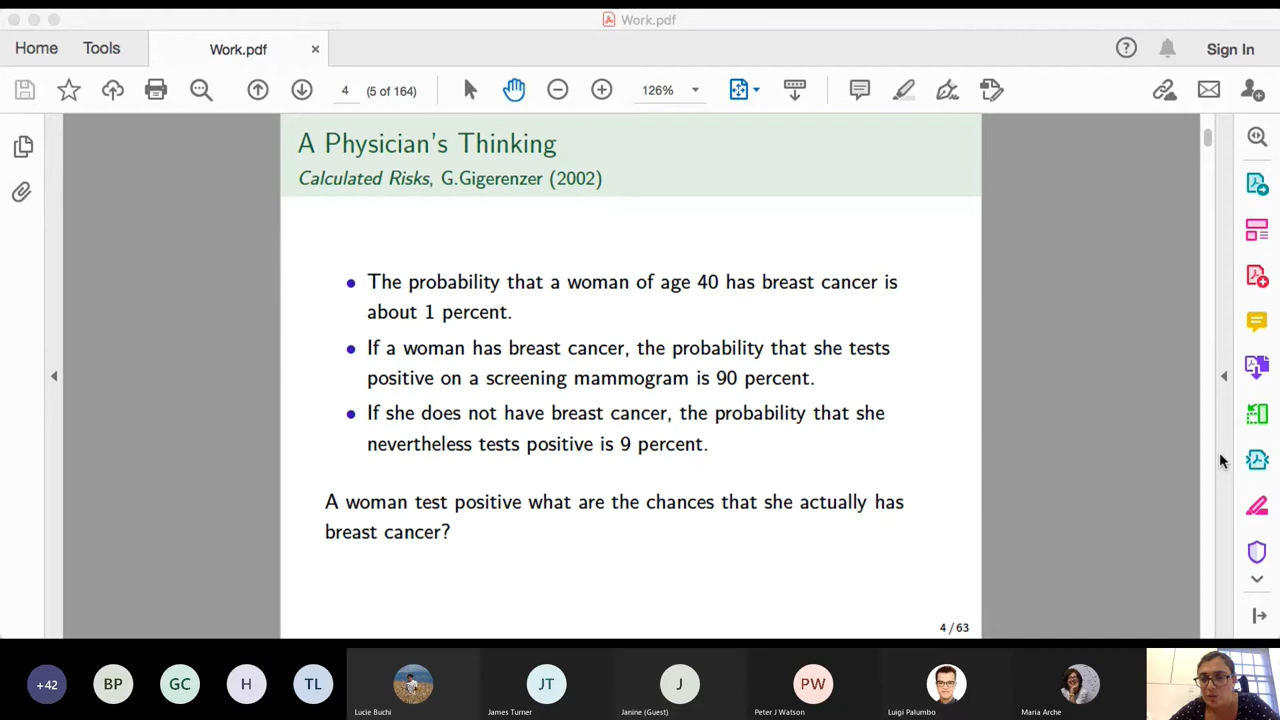 Work.pdf
Home Tools Work.pdf × Sign In
4 (5 of 164) 126%
A Physician's Thinking
Calculated Risks, G.Gigerenzer (2002)
• The probability that a woman of age 40 has breast cancer is
about 1 percent.
• If a woman has breast cancer, the probability that she tests
positive on a screening mammogram is 90 percent.
• If she does not have breast cancer, the probability that she
nevertheless tests positive is 9 percent.
A woman test positive what are the chances that she actually has
breast cancer?
4 / 63
+42 BP GC H TL JT J PW
Lucie Buchi James Turner Janine (Guest) Peter J Watson Luigi Palumbo Maria Arche